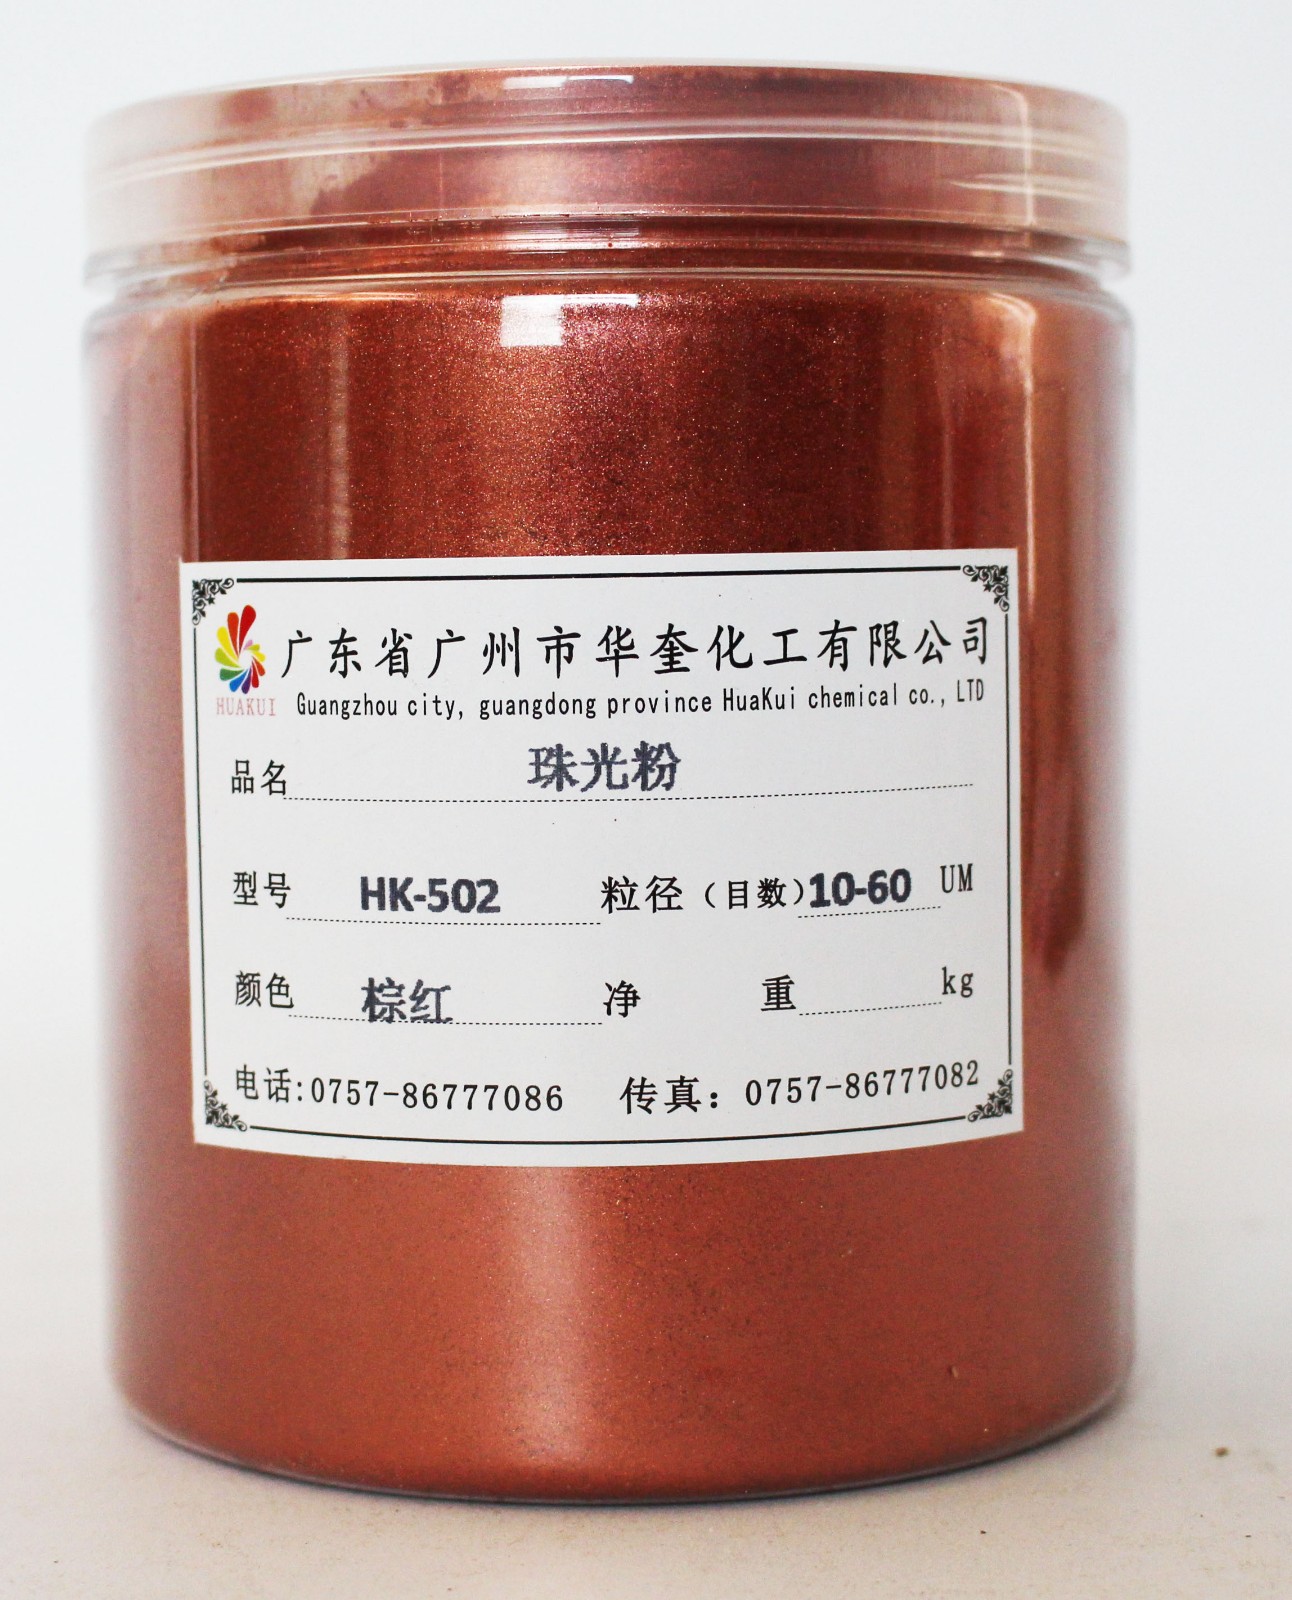 广东省广州市华奎化工有限公司
HUAKUI Guangzhou city, guangdong province HuaKui chemical co., LTD
品名 珠光粉
型号 HK-502 粒径(目数)10-60 UM
颜色 棕红 净 重 kg
电话:0757-86777086 传真：0757-86777082